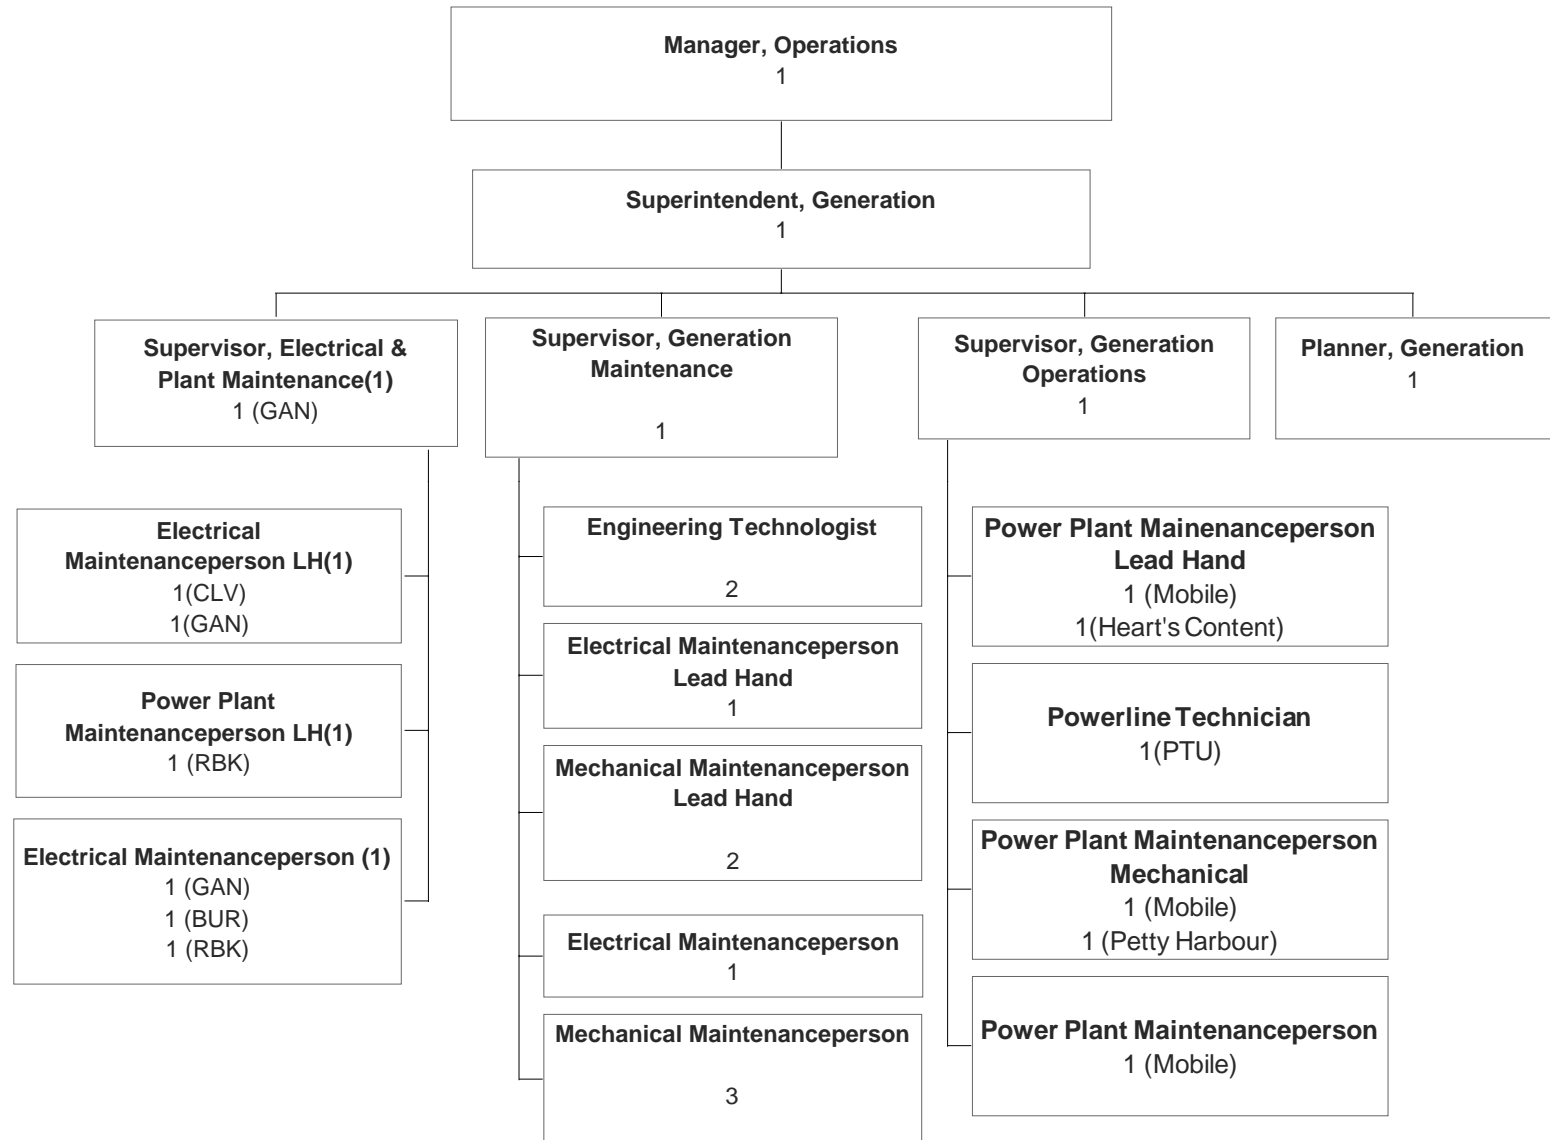 Manager, Operations
1
Superintendent, Generation
1
Supervisor, Electrical &
Plant Maintenance(1)
1 (GAN)
Supervisor, Generation
Maintenance
1
Supervisor, Generation
Operations
1
Planner, Generation
1
Electrical
Maintenanceperson LH(1)
1(CLV)
1(GAN)
Power Plant
Maintenanceperson LH(1)
1 (RBK)
Electrical Maintenanceperson (1)
1 (GAN)
1 (BUR)
1 (RBK)
Engineering Technologist
2
Electrical Maintenanceperson
Lead Hand
1
Mechanical Maintenanceperson
Lead Hand
2
Electrical Maintenanceperson
1
Mechanical Maintenanceperson
3
Power Plant Mainenanceperson
Lead Hand
1 (Mobile)
1(Heart's Content)
Powerline Technician
1(PTU)
Power Plant Maintenanceperson
Mechanical
1 (Mobile)
1 (Petty Harbour)
Power Plant Maintenanceperson
1 (Mobile)